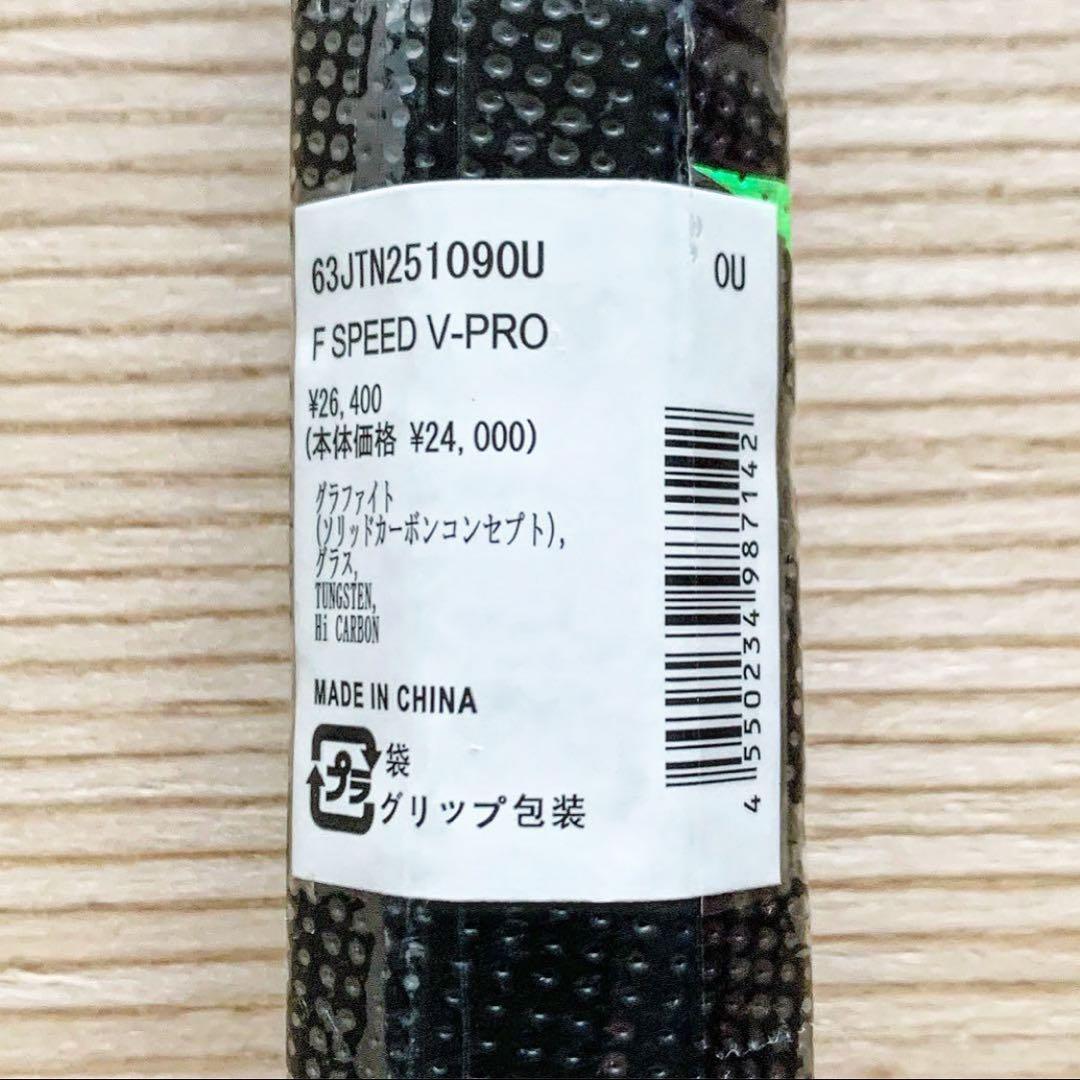 63JTN251090U
0U
F SPEED V-PRO
¥26,400
(本体価格 ¥24,000)
グラファイト
(ソリッドカーボンコンセプト),
グラス,
TUNGSTEN,
Hi CARBON
MADE IN CHINA
プラ
袋
グリップ包装
4550234987142